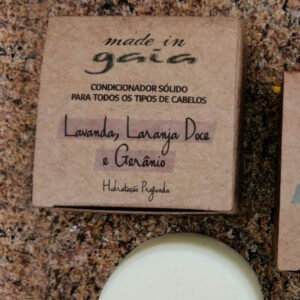 made in
gaia
CONDICIONADOR SÓLIDO
PARA TODOS OS TIPOS DE CABELOS
Lavanda, Laranja Doce
e Gerânio
Hidratação Profunda